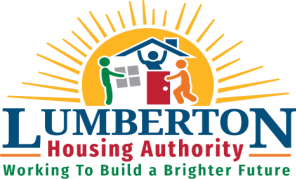 LUMBERTON
Housing Authority
Working To Build a Brighter Future